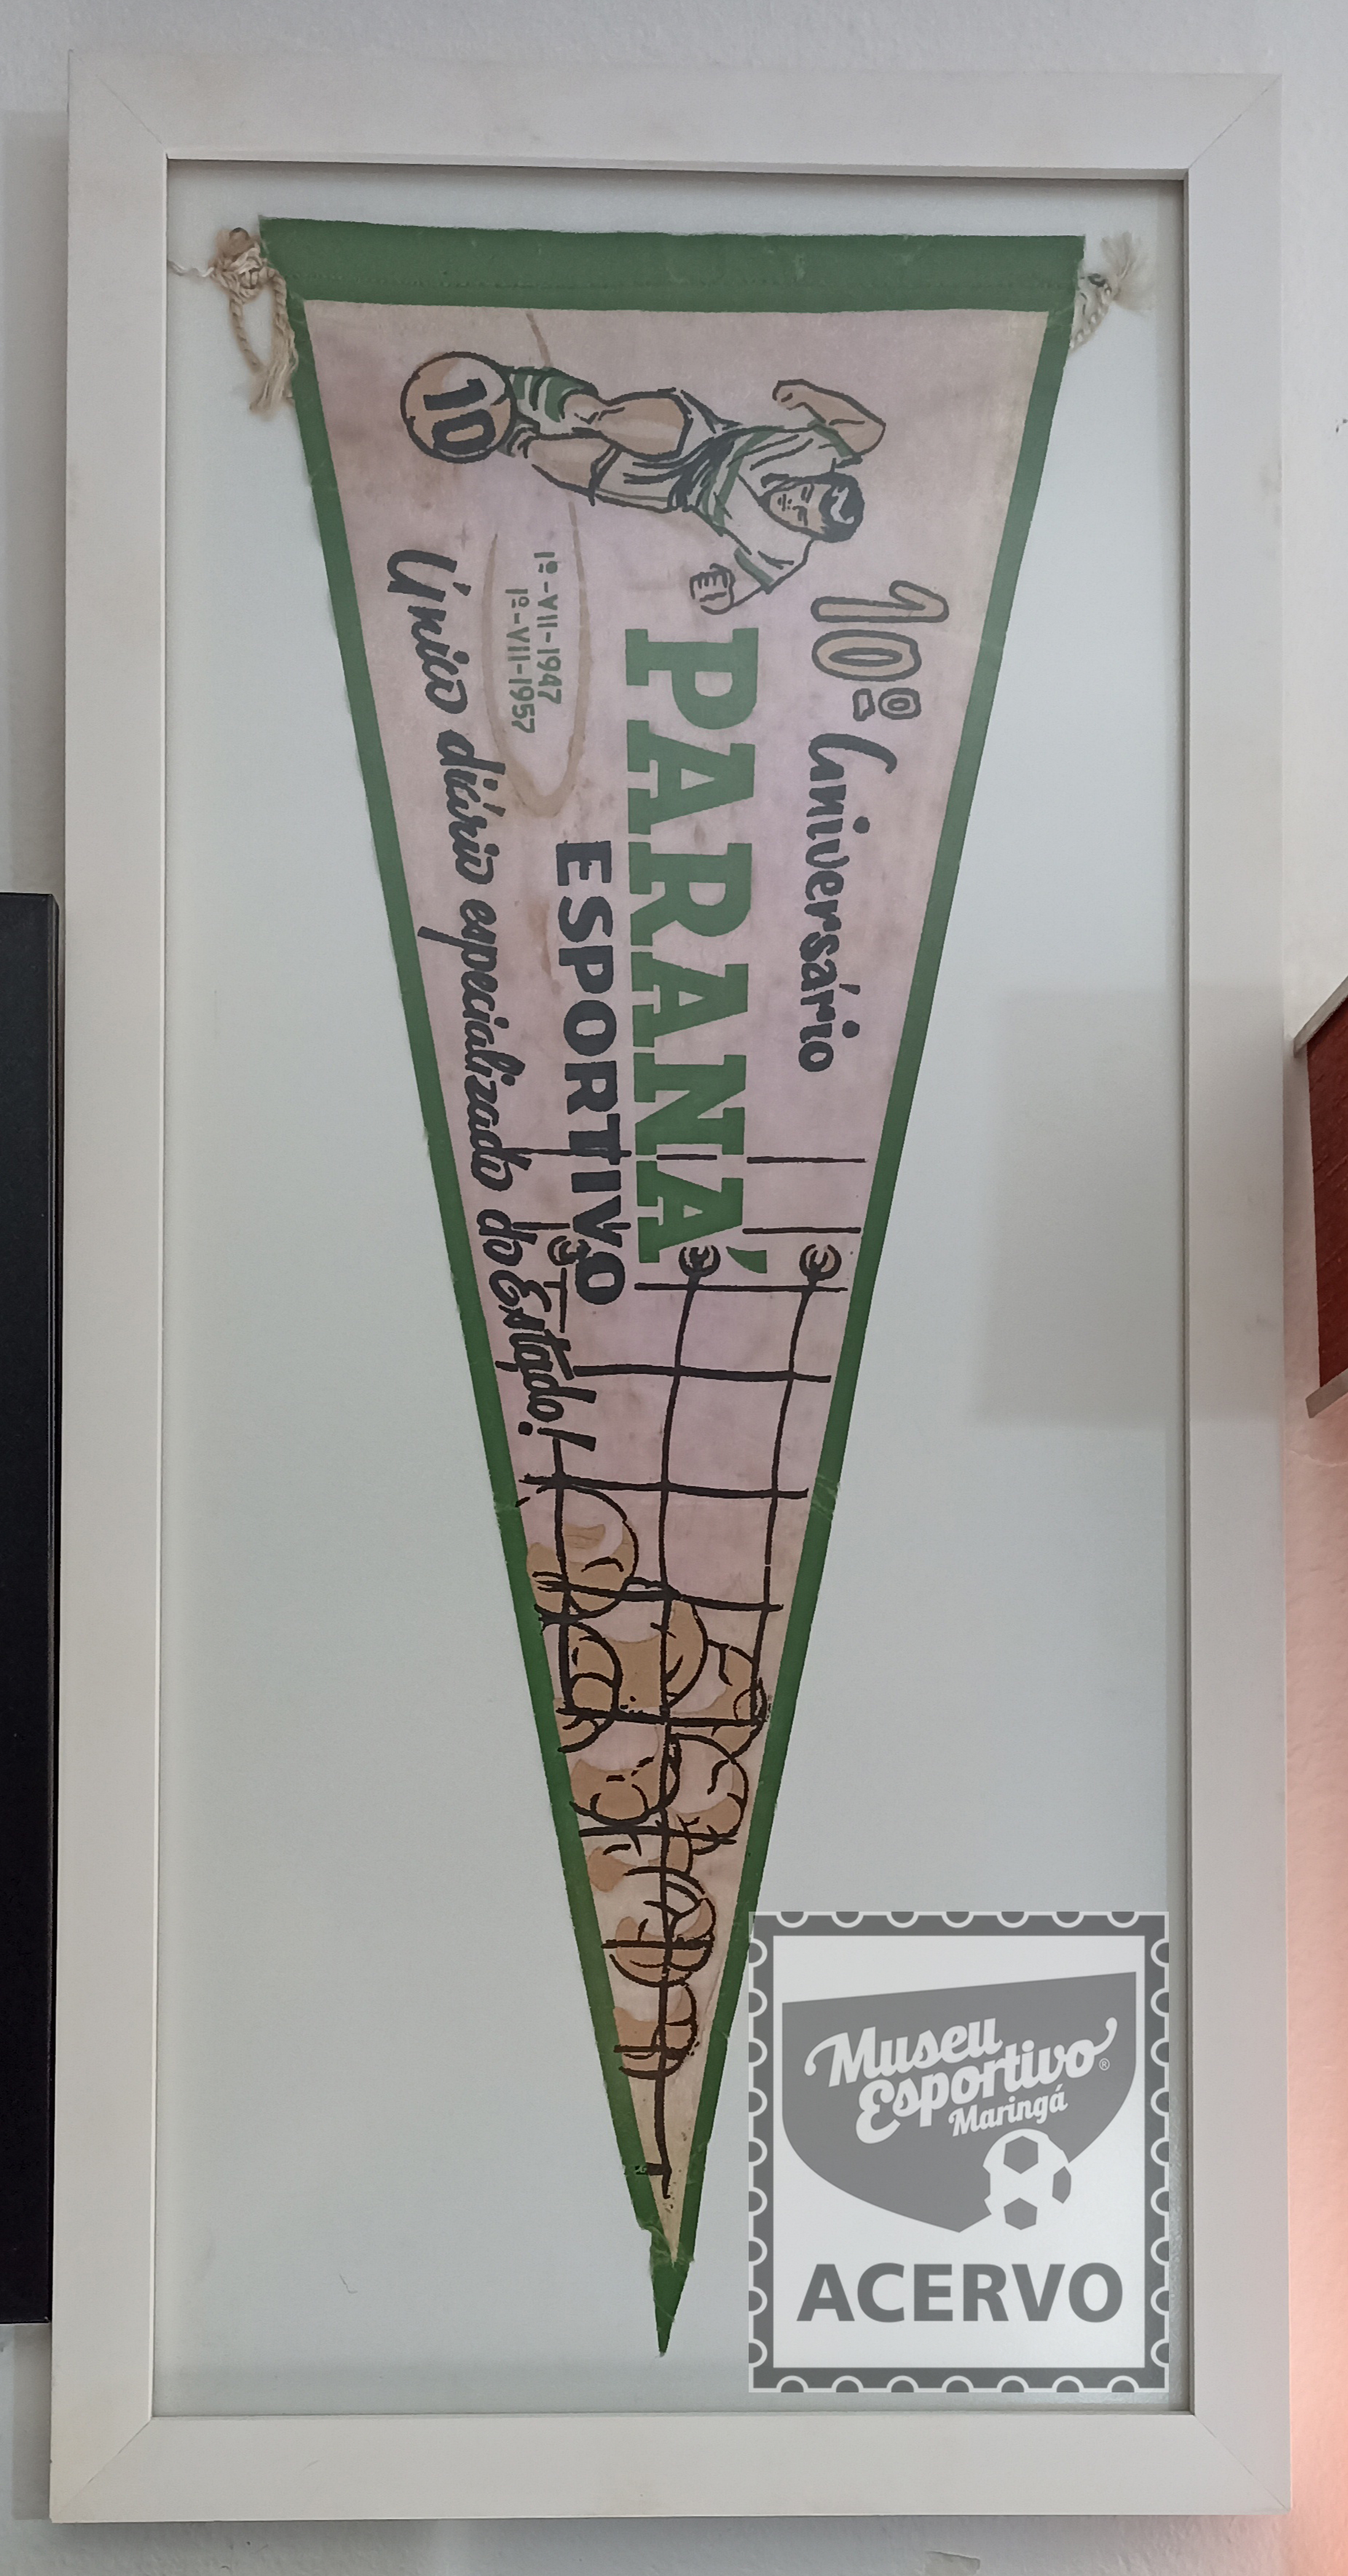 10º Aniversário
PARANÁ
ESPORTIVO
1º-VII-1947
1º-VII-1957
Único diário especializado do Estado!
10
Museu
Esportivo®
Maringá
ACERVO